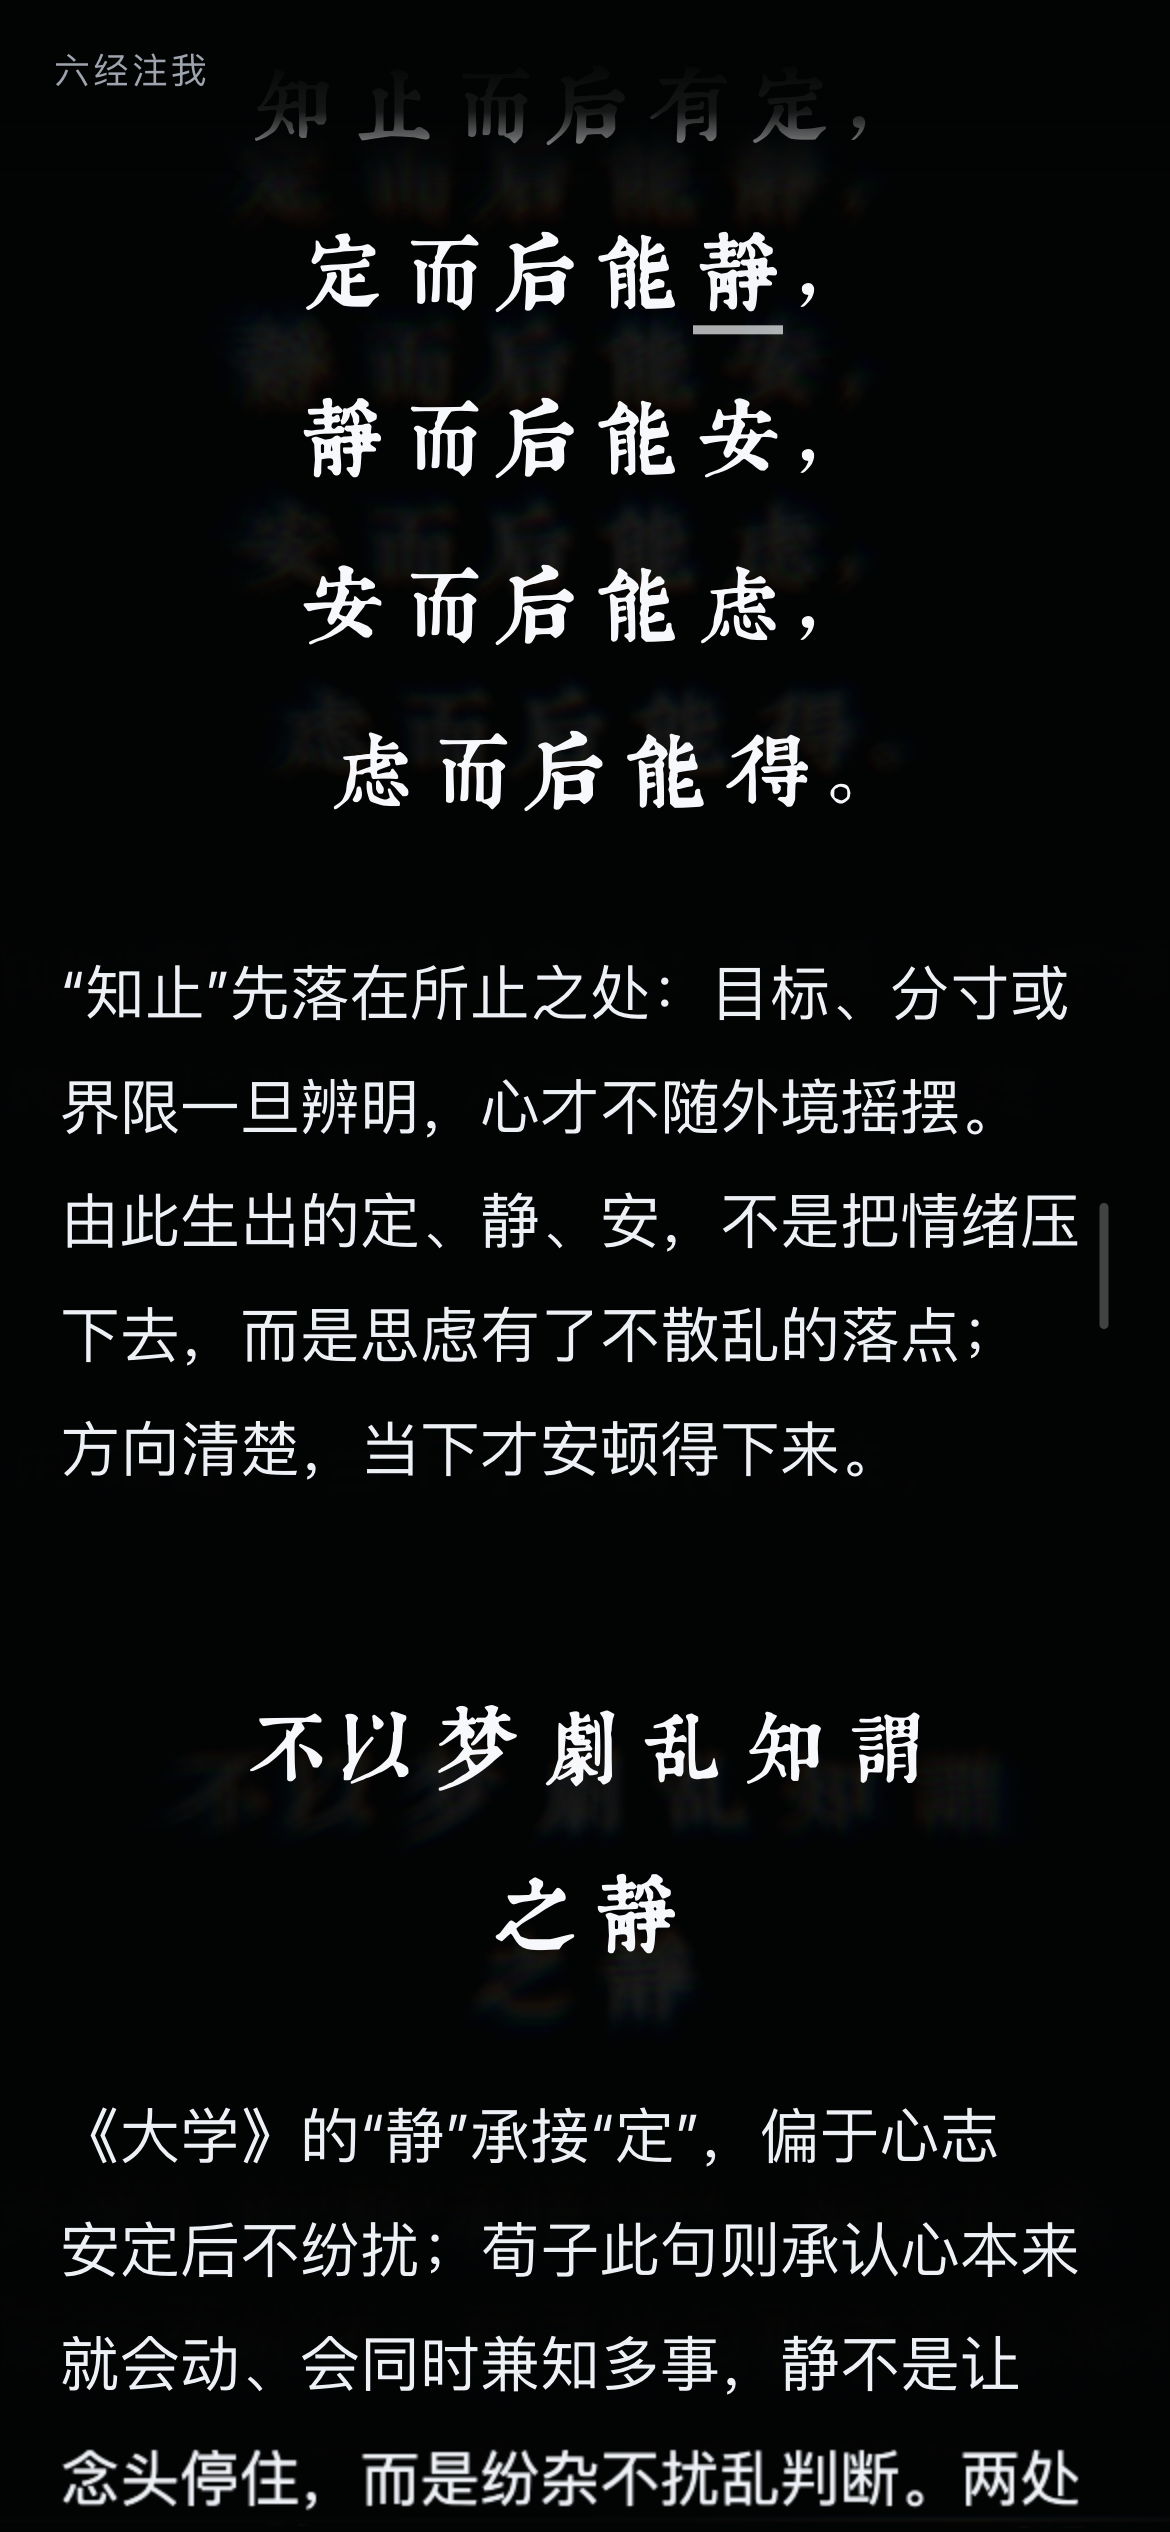 六经注我
知止而后有定，
定而后能靜，
靜而后能安，
安而后能虑，
虑而后能得。
“知止”先落在所止之处：目标、分寸或
界限一旦辨明，心才不随外境摇摆。
由此生出的定、静、安，不是把情绪压
下去，而是思虑有了不散乱的落点；
方向清楚，当下才安顿得下来。
不以梦劇乱知謂
之靜
《大学》的“静”承接“定”，偏于心志
安定后不纷扰；荀子此句则承认心本来
就会动、会同时兼知多事，静不是让
念头停住，而是纷杂不扰乱判断。两处